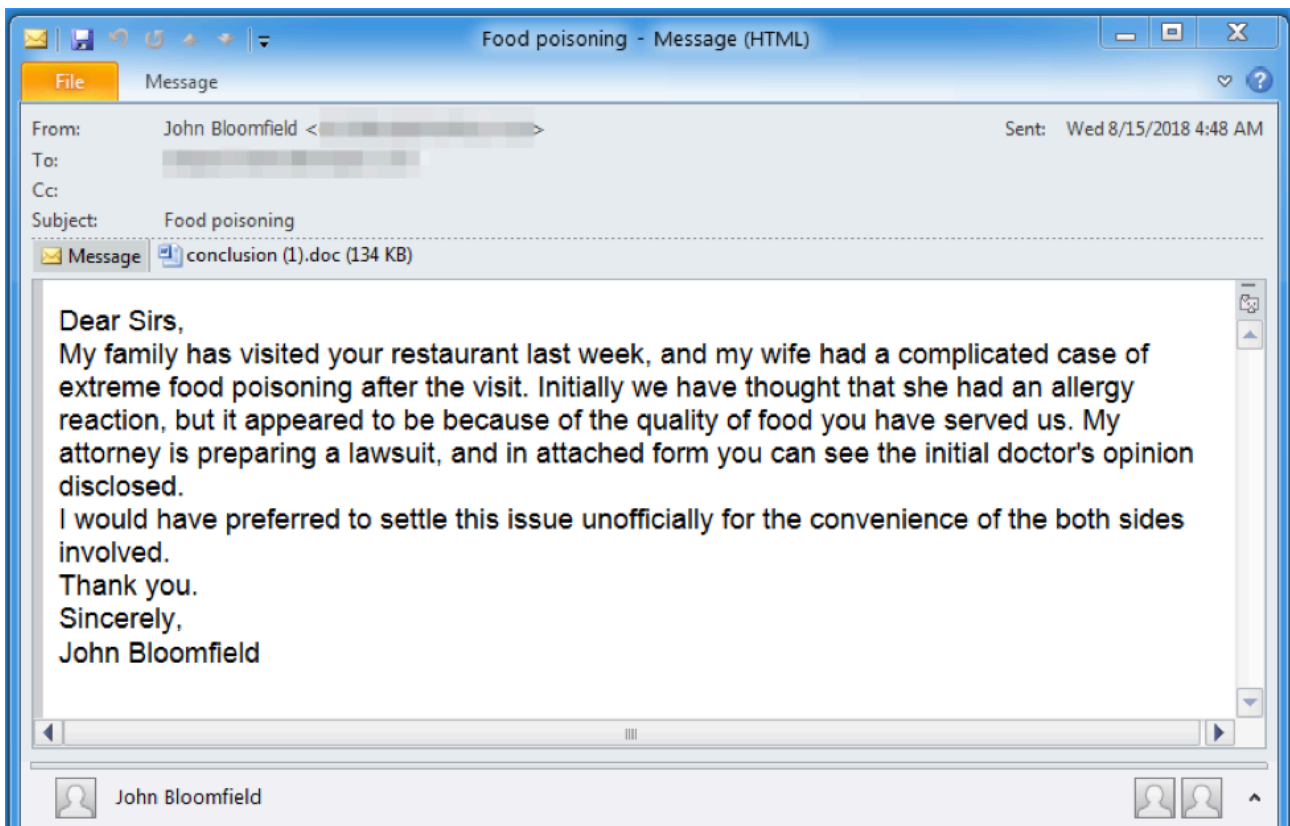 Food poisoning - Message (HTML)
File Message
From: John Bloomfield < > Sent: Wed 8/15/2018 4:48 AM
To:
Cc:
Subject: Food poisoning
Message conclusion (1).doc (134 KB)
Dear Sirs,
My family has visited your restaurant last week, and my wife had a complicated case of
extreme food poisoning after the visit. Initially we have thought that she had an allergy
reaction, but it appeared to be because of the quality of food you have served us. My
attorney is preparing a lawsuit, and in attached form you can see the initial doctor's opinion
disclosed.
I would have preferred to settle this issue unofficially for the convenience of the both sides
involved.
Thank you.
Sincerely,
John Bloomfield
John Bloomfield